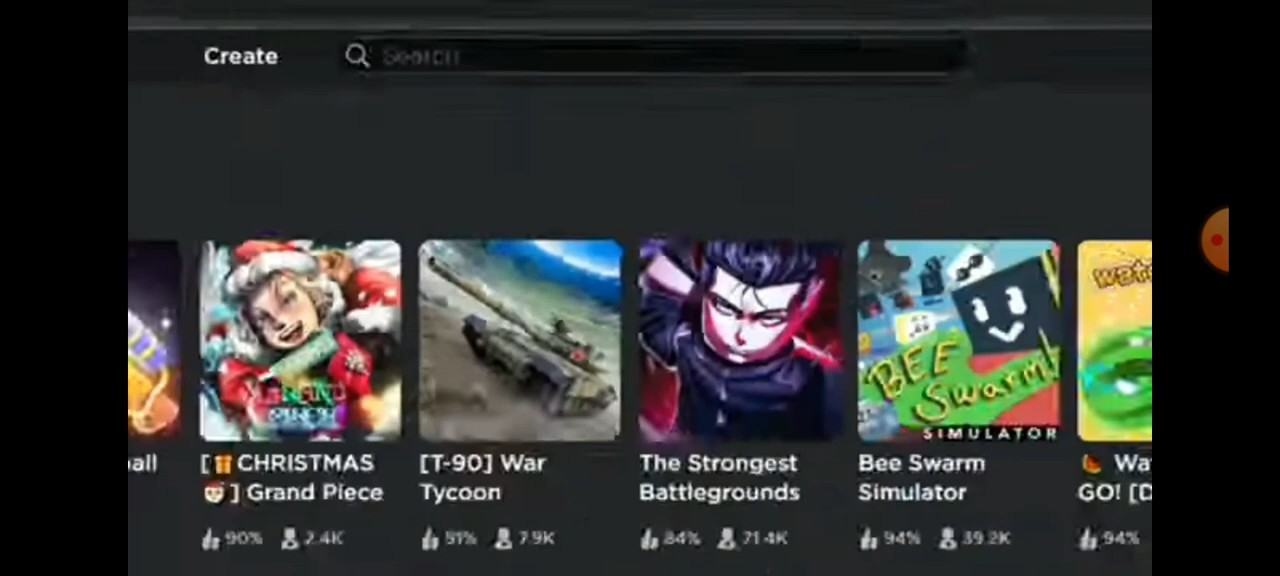 Create
Search
BEE
Swarm!
SIMULATOR
all
[🎁 CHRISTMAS
🎅] Grand Piece
90% 2.4K
[T-90] War
Tycoon
91% 7.9K
The Strongest
Battlegrounds
84% 71.4K
Bee Swarm
Simulator
94% 39.2K
🍉 Wa
GO! [D
94%